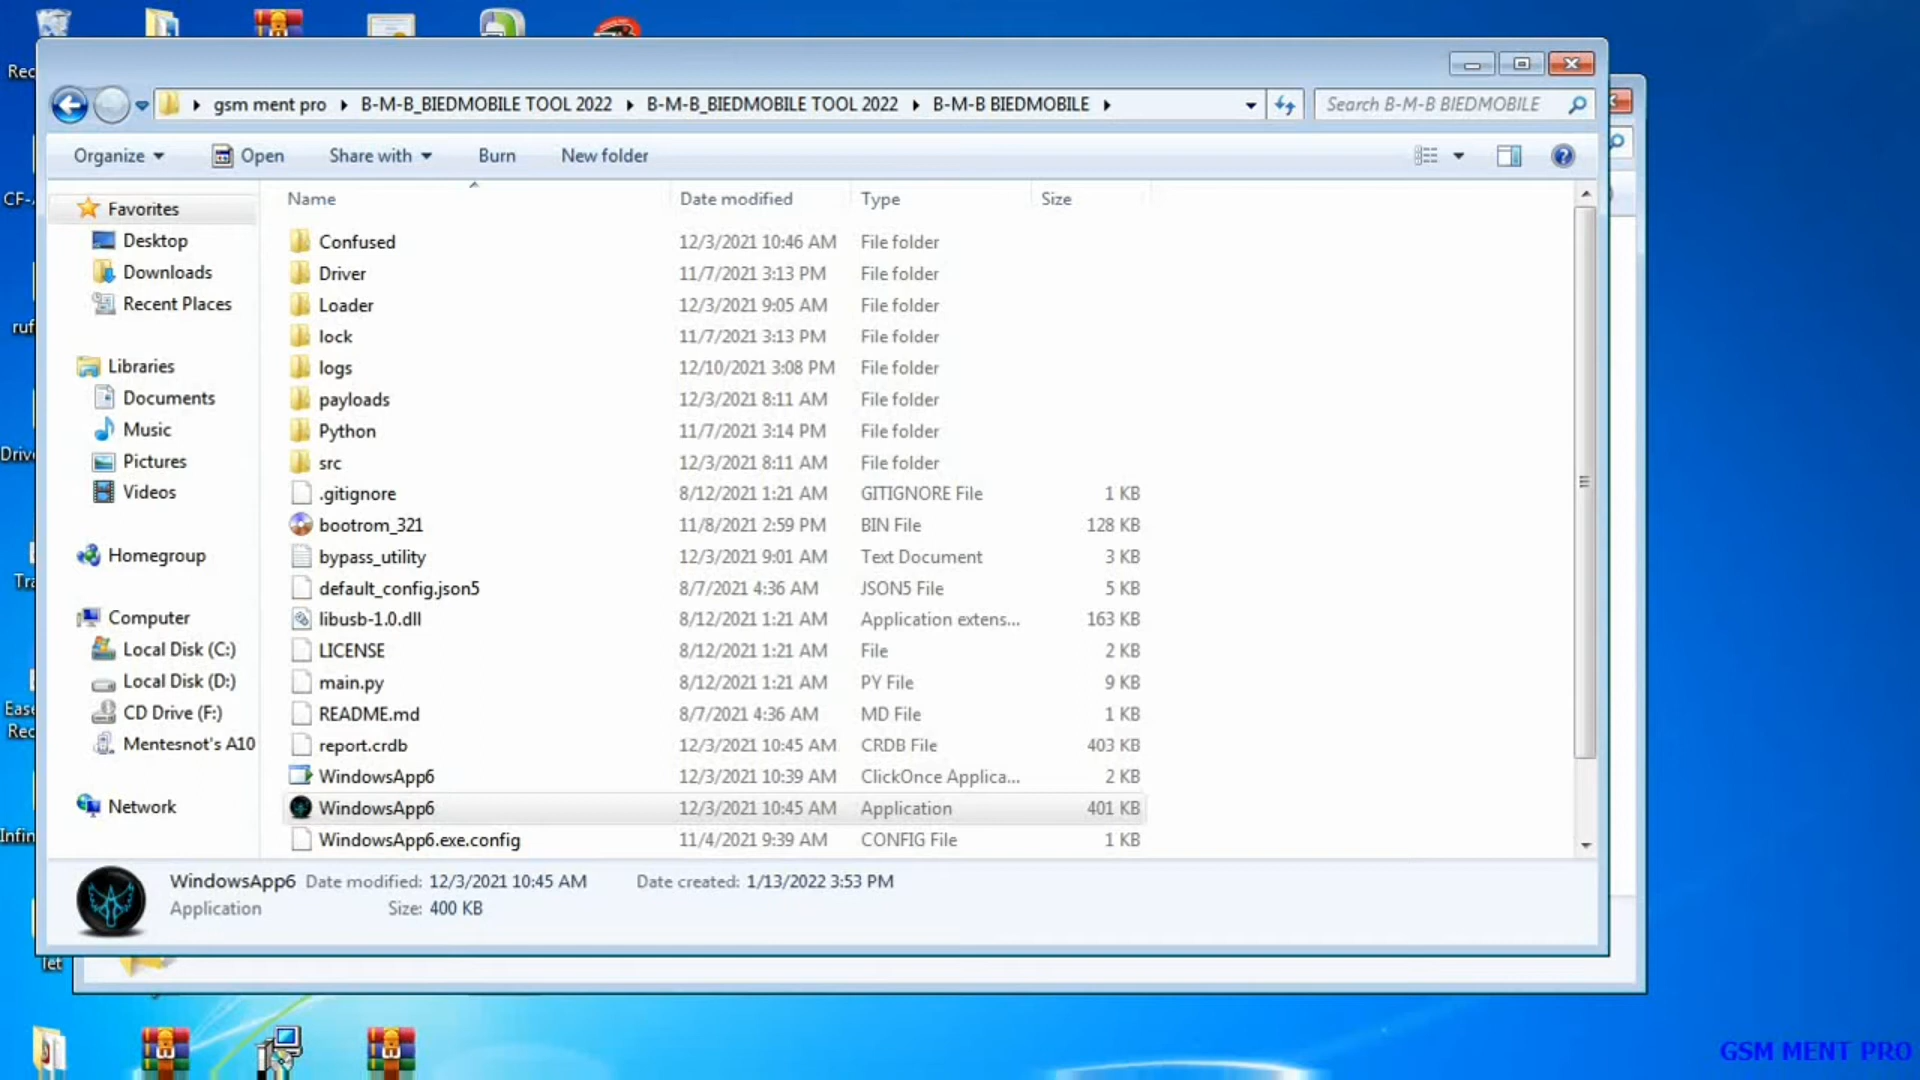 Rec
gsm ment pro B-M-B_BIEDMOBILE TOOL 2022 B-M-B_BIEDMOBILE TOOL 2022 B-M-B BIEDMOBILE
Search B-M-B BIEDMOBILE
Organize Open Share with Burn New folder
Name Date modified Type Size
Favorites
Desktop
Downloads
Recent Places
Libraries
Documents
Music
Pictures
Videos
Homegroup
Computer
Local Disk (C:)
Local Disk (D:)
CD Drive (F:)
Mentesnot's A10
Network
Confused 12/3/2021 10:46 AM File folder
Driver 11/7/2021 3:13 PM File folder
Loader 12/3/2021 9:05 AM File folder
lock 11/7/2021 3:13 PM File folder
logs 12/10/2021 3:08 PM File folder
payloads 12/3/2021 8:11 AM File folder
Python 11/7/2021 3:14 PM File folder
src 12/3/2021 8:11 AM File folder
.gitignore 8/12/2021 1:21 AM GITIGNORE File 1 KB
bootrom_321 11/8/2021 2:59 PM BIN File 128 KB
bypass_utility 12/3/2021 9:01 AM Text Document 3 KB
default_config.json5 8/7/2021 4:36 AM JSON5 File 5 KB
libusb-1.0.dll 8/12/2021 1:21 AM Application extens... 163 KB
LICENSE 8/12/2021 1:21 AM File 2 KB
main.py 8/12/2021 1:21 AM PY File 9 KB
README.md 8/7/2021 4:36 AM MD File 1 KB
report.crdb 12/3/2021 10:45 AM CRDB File 403 KB
WindowsApp6 12/3/2021 10:39 AM ClickOnce Applica... 2 KB
WindowsApp6 12/3/2021 10:45 AM Application 401 KB
WindowsApp6.exe.config 11/4/2021 9:39 AM CONFIG File 1 KB
WindowsApp6 Date modified: 12/3/2021 10:45 AM Date created: 1/13/2022 3:53 PM
Application Size: 400 KB
CF-
ruf
Driv
Tra
Ease
Rec
Infin
GSM MENT PRO